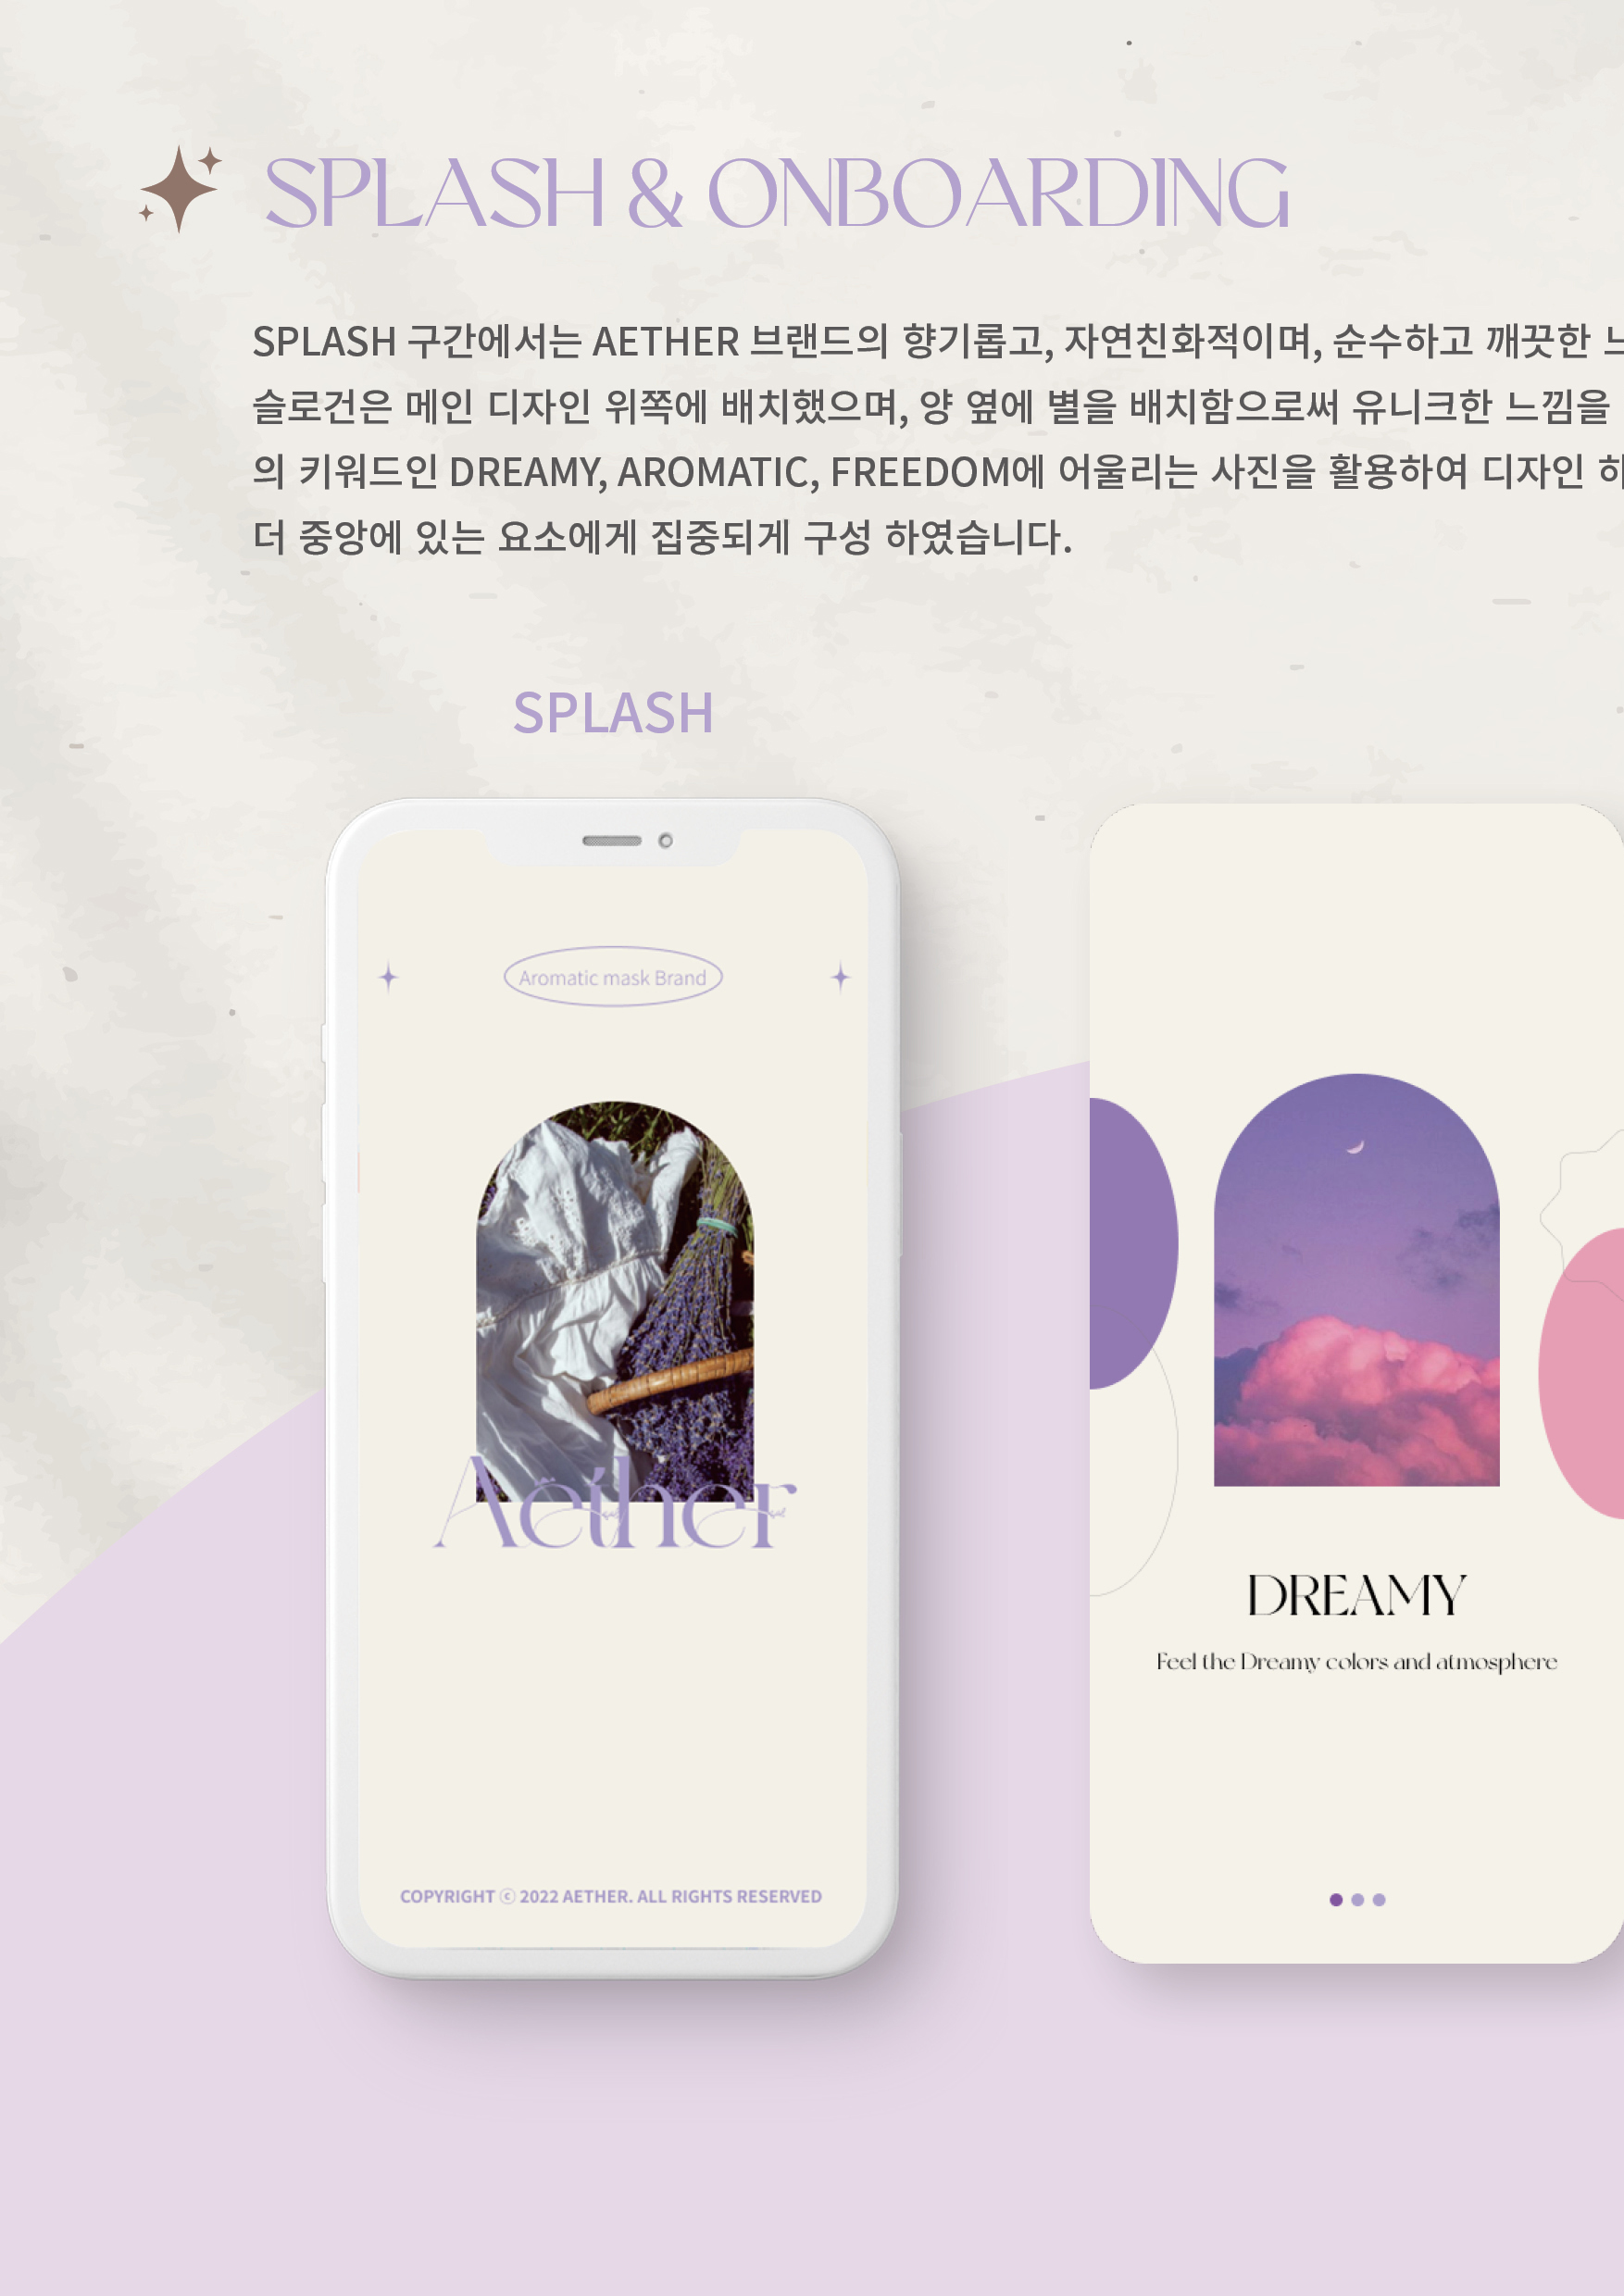 SPLASH & ONBOARDING
SPLASH 구간에서는 AETHER 브랜드의 향기롭고, 자연친화적이며, 순수하고 깨끗한
슬로건은 메인 디자인 위쪽에 배치했으며, 양 옆에 별을 배치함으로써 유니크한 느낌을
의 키워드인 DREAMY, AROMATIC, FREEDOM에 어울리는 사진을 활용하여 디자인
더 중앙에 있는 요소에게 집중되게 구성 하였습니다.
SPLASH
Aromatic mask Brand
Aether
COPYRIGHT ⓒ 2022 AETHER. ALL RIGHTS RESERVED
DREAMY
Feel the Dreamy colors and atmosphere